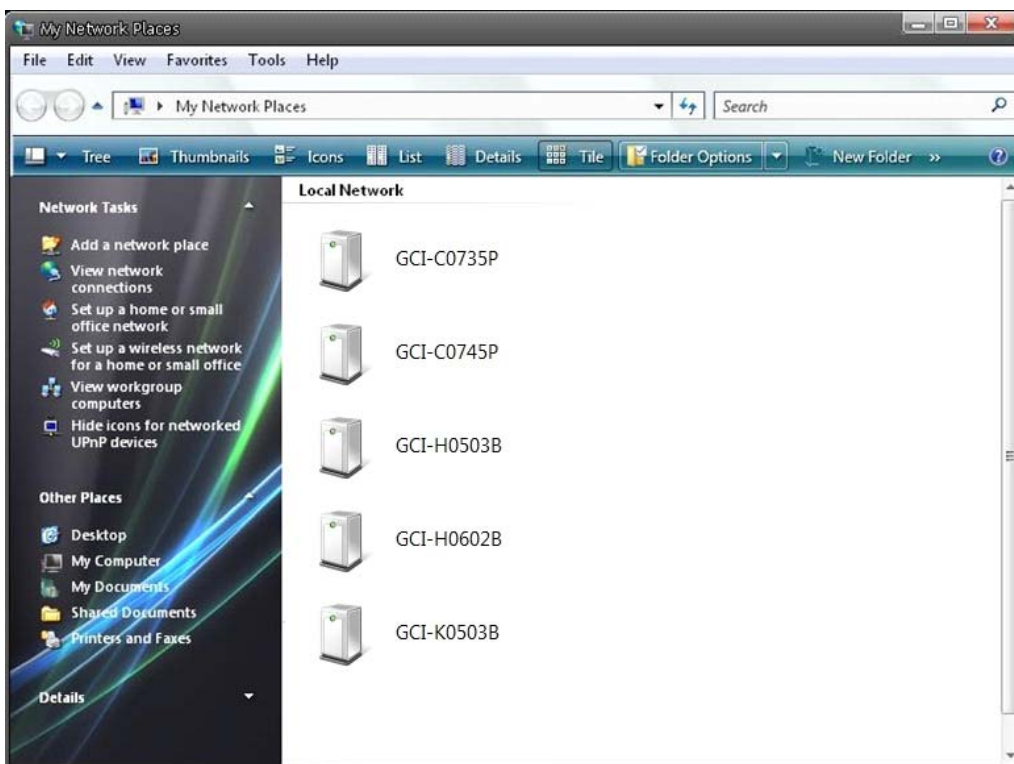 My Network Places
File Edit View Favorites Tools Help
My Network Places
Search
Tree Thumbnails Icons List Details Tile Folder Options New Folder »
Network Tasks
Add a network place
View network
connections
Set up a home or small
office network
Set up a wireless network
for a home or small office
View workgroup
computers
Hide icons for networked
UPnP devices
Other Places
Desktop
My Computer
My Documents
Shared Documents
Printers and Faxes
Details
Local Network
GCI-C0735P
GCI-C0745P
GCI-H0503B
GCI-H0602B
GCI-K0503B